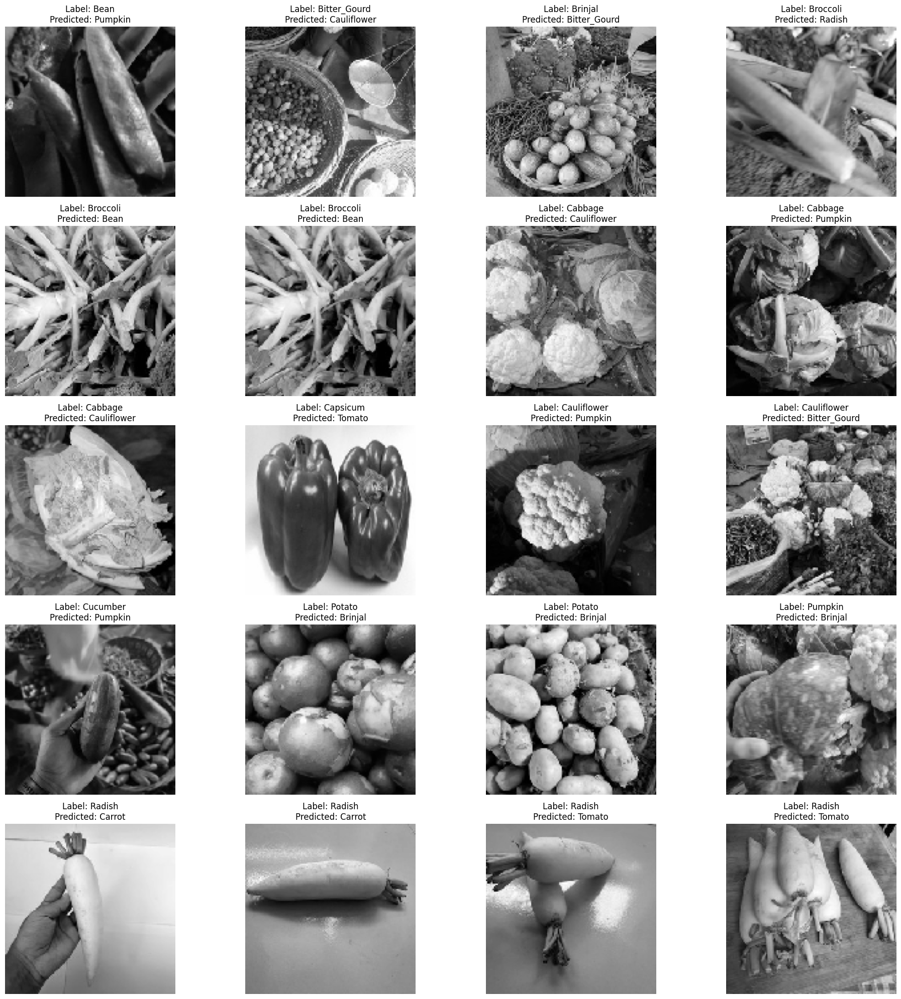 Label: Bean
Predicted: Pumpkin
Label: Bitter_Gourd
Predicted: Cauliflower
Label: Brinjal
Predicted: Bitter_Gourd
Label: Broccoli
Predicted: Radish
Label: Broccoli
Predicted: Bean
Label: Broccoli
Predicted: Bean
Label: Cabbage
Predicted: Cauliflower
Label: Cabbage
Predicted: Pumpkin
Label: Cabbage
Predicted: Cauliflower
Label: Capsicum
Predicted: Tomato
Label: Cauliflower
Predicted: Pumpkin
Label: Cauliflower
Predicted: Bitter_Gourd
Label: Cucumber
Predicted: Pumpkin
Label: Potato
Predicted: Brinjal
Label: Potato
Predicted: Brinjal
Label: Pumpkin
Predicted: Brinjal
Label: Radish
Predicted: Carrot
Label: Radish
Predicted: Carrot
Label: Radish
Predicted: Tomato
Label: Radish
Predicted: Tomato